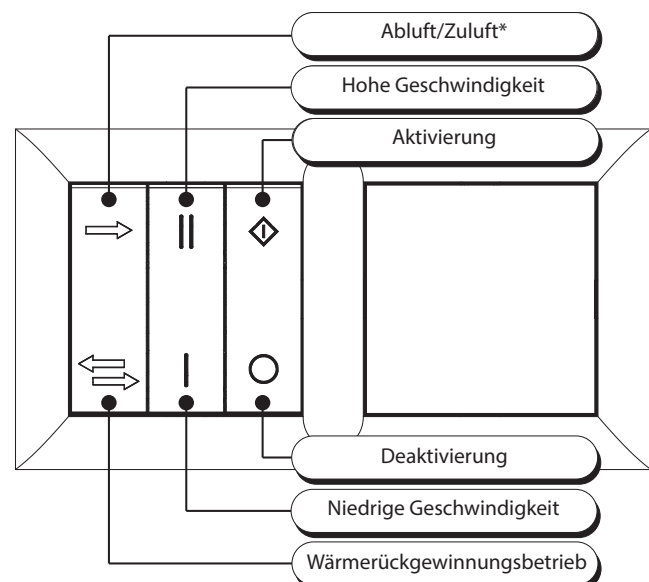 Abluft/Zuluft*
Hohe Geschwindigkeit
Aktivierung
Deaktivierung
Niedrige Geschwindigkeit
Wärmerückgewinnungsbetrieb